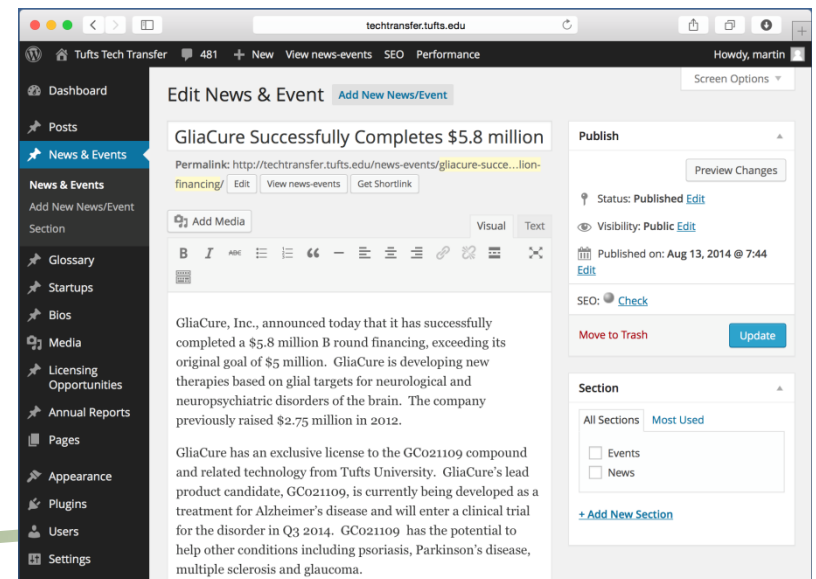 techtransfer.tufts.edu
Tufts Tech Transfer 481 + New View news-events SEO Performance Howdy, martin
Screen Options
Dashboard
Posts
News & Events
News & Events
Add New News/Event
Section
Glossary
Startups
Bios
Media
Licensing
Opportunities
Annual Reports
Pages
Appearance
Plugins
Users
Settings
Edit News & Event Add New News/Event
GliaCure Successfully Completes $5.8 million
Permalink: http://techtransfer.tufts.edu/news-events/gliacure-succe...lion-
financing/ Edit View news-events Get Shortlink
Add Media
Visual Text
B I ABC
GliaCure, Inc., announced today that it has successfully
completed a $5.8 million B round financing, exceeding its
original goal of $5 million. GliaCure is developing new
therapies based on glial targets for neurological and
neuropsychiatric disorders of the brain. The company
previously raised $2.75 million in 2012.
GliaCure has an exclusive license to the GC021109 compound
and related technology from Tufts University. GliaCure's lead
product candidate, GC021109, is currently being developed as a
treatment for Alzheimer's disease and will enter a clinical trial
for the disorder in Q3 2014. GC021109 has the potential to
help other conditions including psoriasis, Parkinson's disease,
multiple sclerosis and glaucoma.
Publish
Preview Changes
Status: Published Edit
Visibility: Public Edit
Published on: Aug 13, 2014 @ 7:44
Edit
SEO: Check
Move to Trash Update
Section
All Sections Most Used
Events
News
+ Add New Section